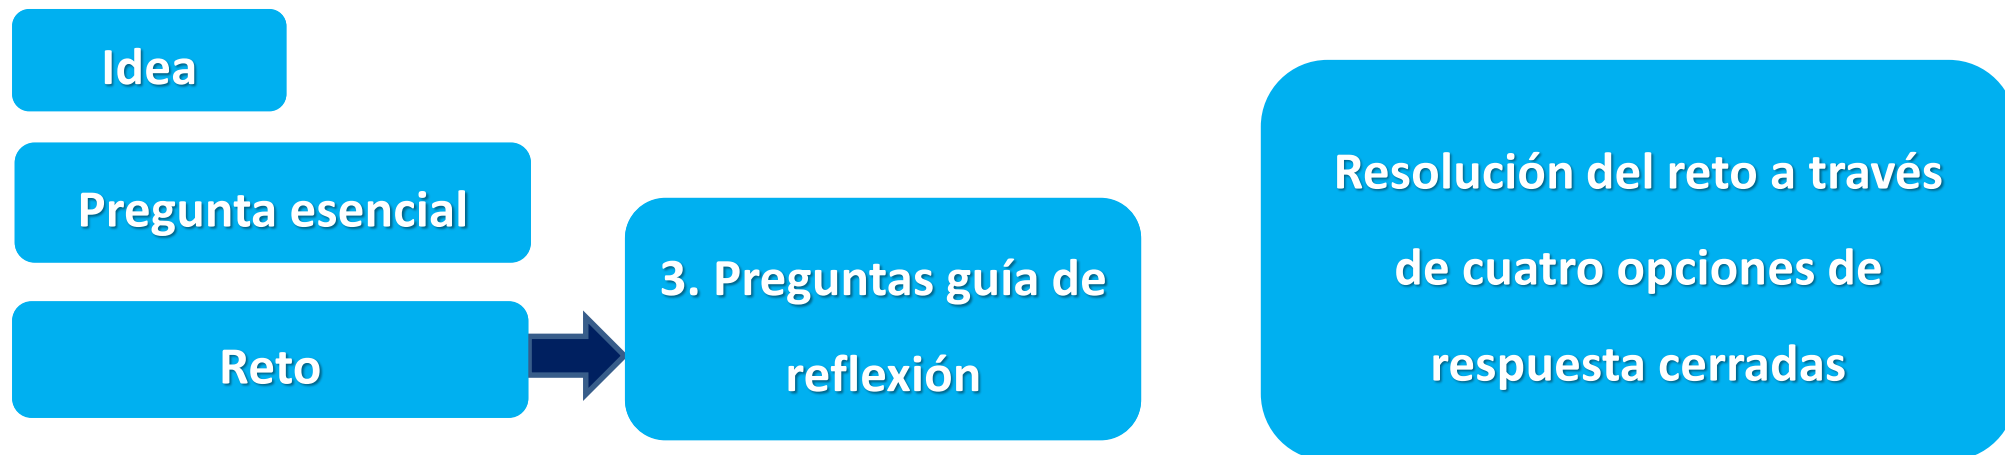 Idea
Pregunta esencial
Reto
3. Preguntas guía de
reflexión
Resolución del reto a través
de cuatro opciones de
respuesta cerradas